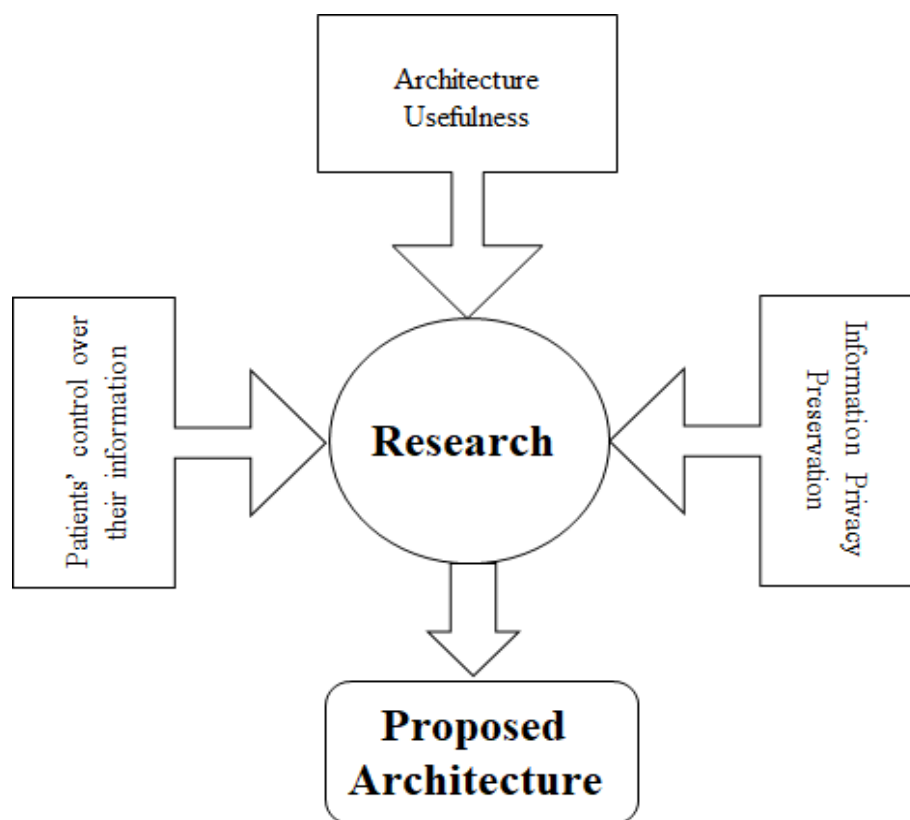 Architecture
Usefulness
Patients' control over
their information
Research
Information Privacy
Preservation
Proposed
Architecture